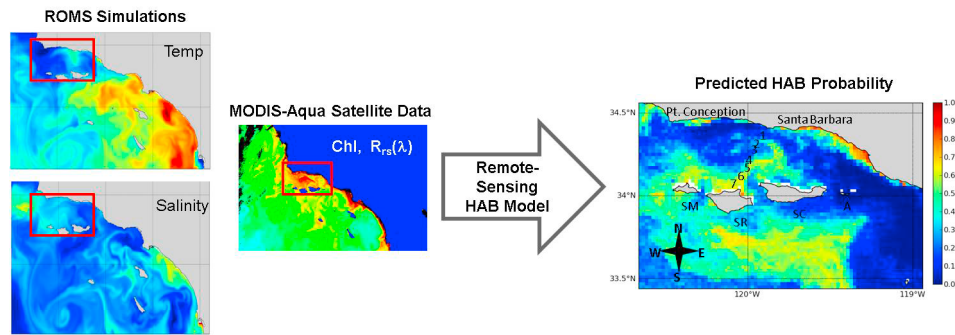 ROMS Simulations
Temp
Salinity
MODIS-Aqua Satellite Data
Chl, Rrs(λ)
Remote-
Sensing
HAB Model
Predicted HAB Probability
34.5°N
34°N
33.5°N
Pt. Conception
Santa Barbara
1
2
3
4
5
6
7
SM
SR
SC
A
N
W
E
S
120°W
119°W
1.0
0.9
0.8
0.7
0.6
0.5
0.4
0.3
0.2
0.1
0.0